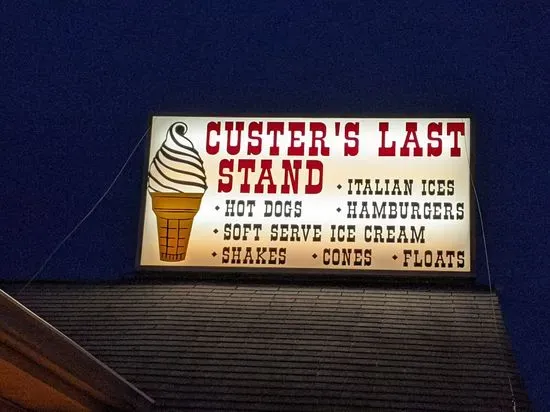 CUSTER'S LAST
STAND
• ITALIAN ICES
• HOT DOGS • HAMBURGERS
• SOFT SERVE ICE CREAM
• SHAKES • CONES • FLOATS